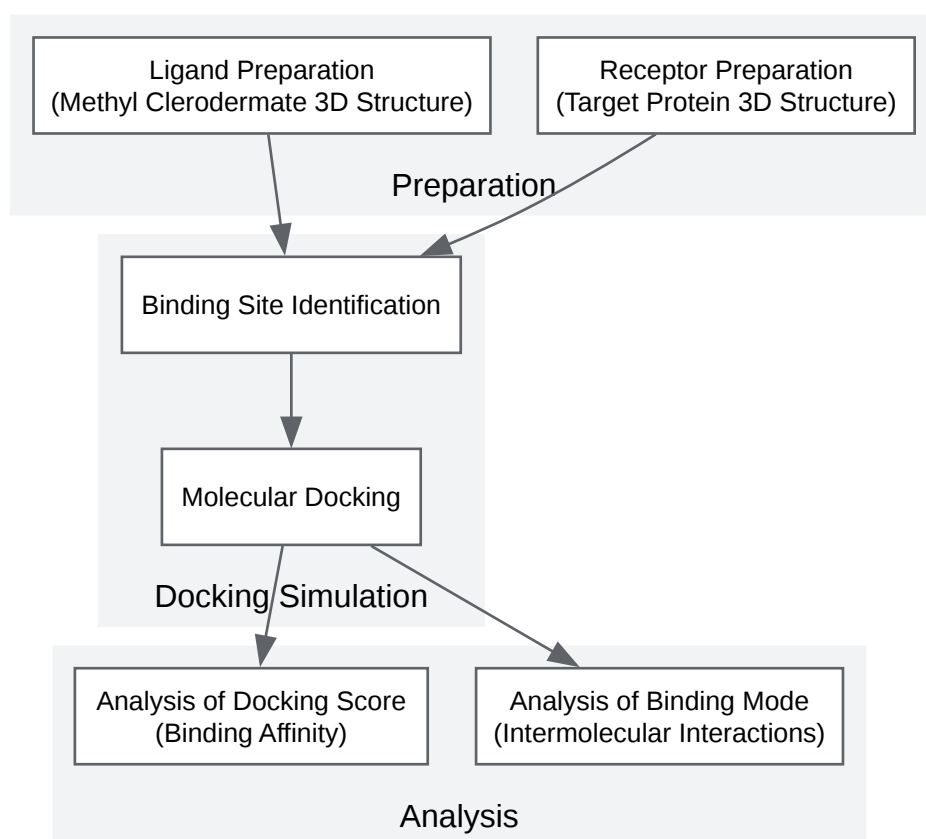 Ligand Preparation
(Methyl Clerodermate 3D Structure)
Receptor Preparation
(Target Protein 3D Structure)
Preparation
Binding Site Identification
Molecular Docking
Docking Simulation
Analysis of Docking Score
(Binding Affinity)
Analysis of Binding Mode
(Intermolecular Interactions)
Analysis